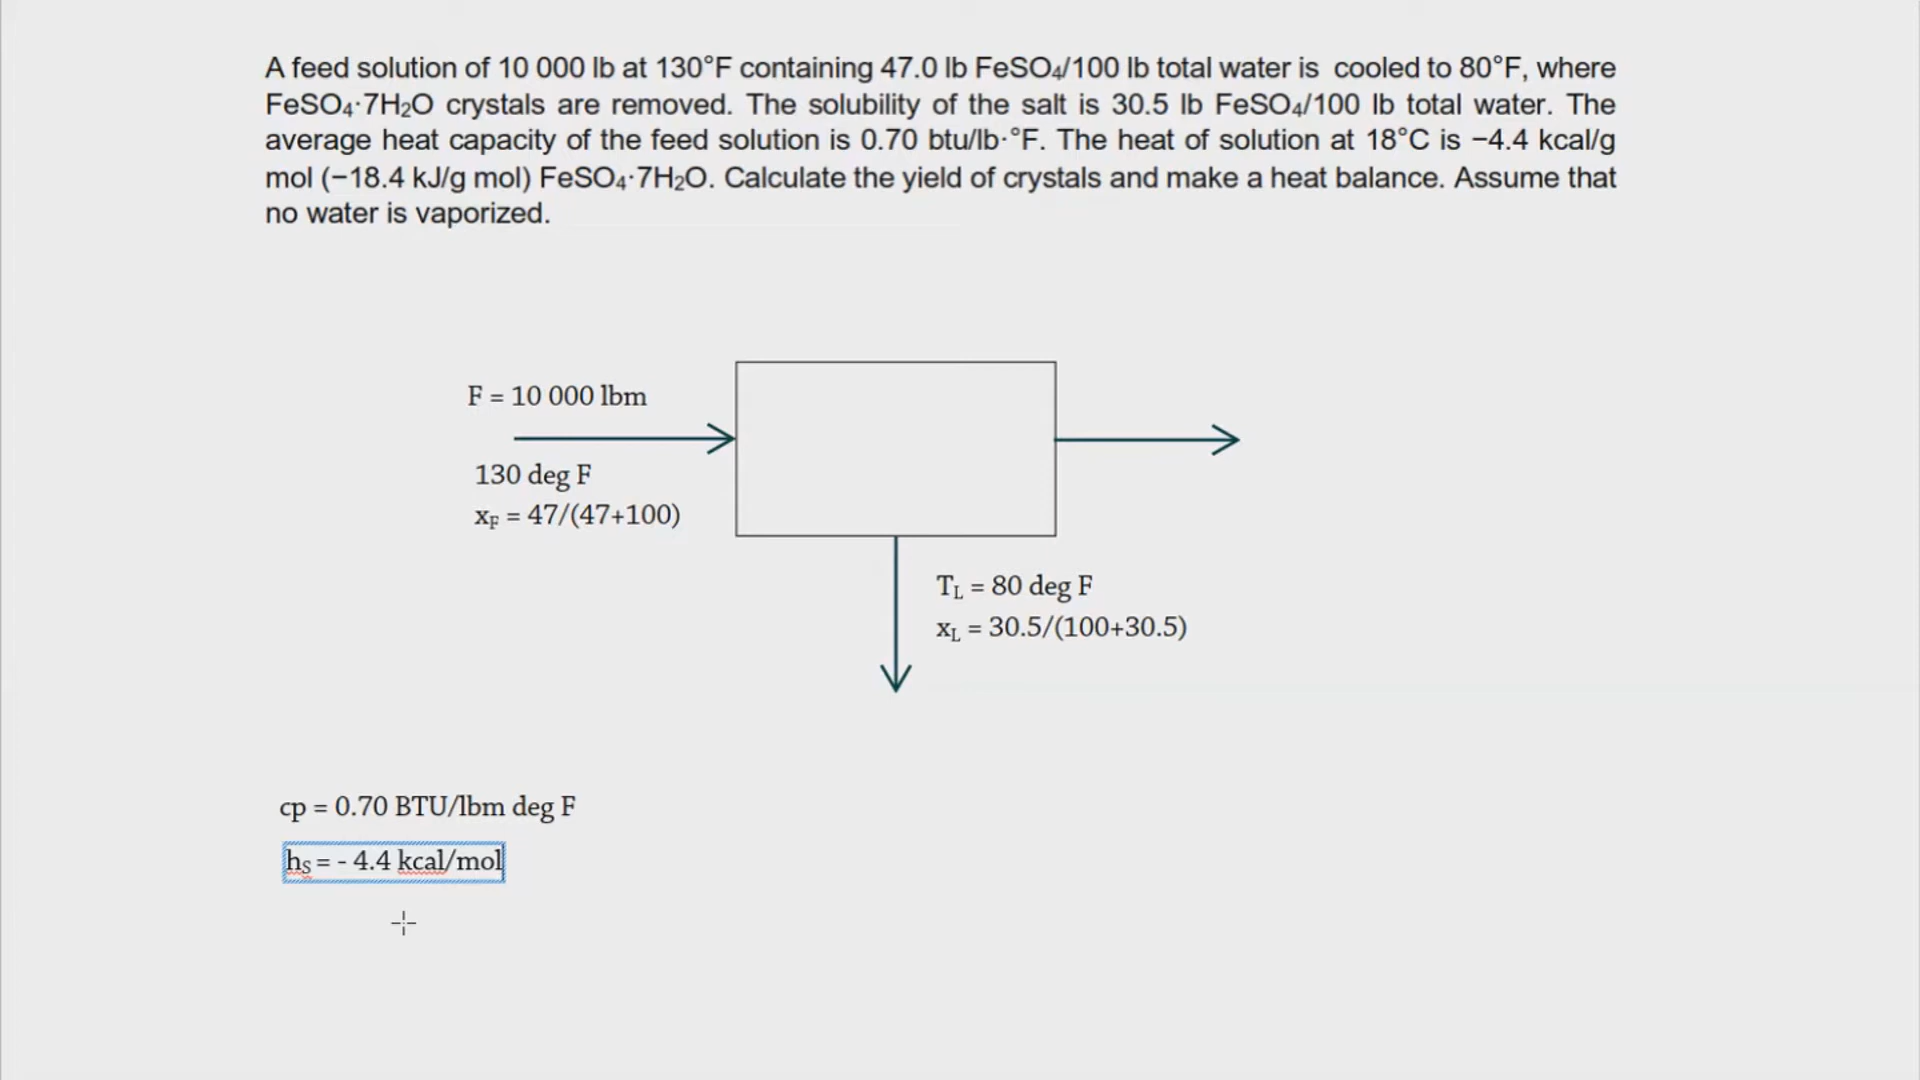 A feed solution of 10 000 lb at 130°F containing 47.0 lb FeSO₄/100 lb total water is cooled to 80°F, where
FeSO₄·7H₂O crystals are removed. The solubility of the salt is 30.5 lb FeSO₄/100 lb total water. The
average heat capacity of the feed solution is 0.70 btu/lb·°F. The heat of solution at 18°C is −4.4 kcal/g
mol (−18.4 kJ/g mol) FeSO₄·7H₂O. Calculate the yield of crystals and make a heat balance. Assume that
no water is vaporized.
F = 10 000 lbm
130 deg F
x_F = 47/(47+100)
T_L = 80 deg F
x_L = 30.5/(100+30.5)
cp = 0.70 BTU/lbm deg F
h_S = - 4.4 kcal/mol